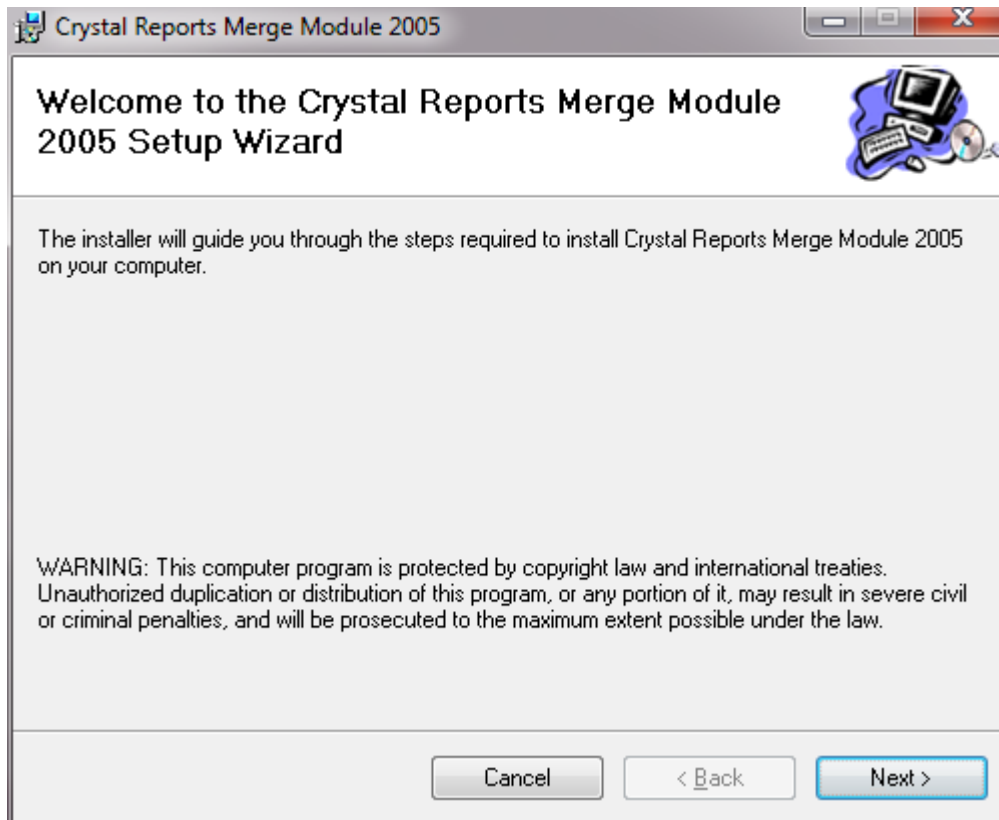 Crystal Reports Merge Module 2005
Welcome to the Crystal Reports Merge Module
2005 Setup Wizard
The installer will guide you through the steps required to install Crystal Reports Merge Module 2005
on your computer.
WARNING: This computer program is protected by copyright law and international treaties.
Unauthorized duplication or distribution of this program, or any portion of it, may result in severe civil
or criminal penalties, and will be prosecuted to the maximum extent possible under the law.
Cancel < Back Next >